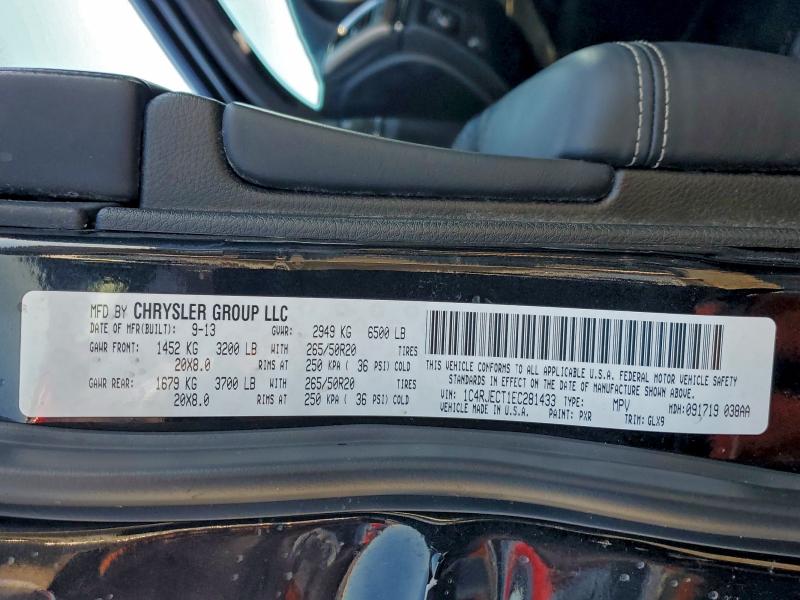 MFD BY CHRYSLER GROUP LLC
DATE OF MFR(BUILT): 9-13 GVWR: 2949 KG 6500 LB
GAWR FRONT: 1452 KG 3200 LB WITH 265/50R20 TIRES
20X8.0 RIMS AT 250 KPA ( 36 PSI) COLD
GAWR REAR: 1679 KG 3700 LB WITH 265/50R20 TIRES
20X8.0 RIMS AT 250 KPA ( 36 PSI) COLD
THIS VEHICLE CONFORMS TO ALL APPLICABLE U.S.A. FEDERAL MOTOR VEHICLE SAFETY
STANDARDS IN EFFECT ON THE DATE OF MANUFACTURE SHOWN ABOVE.
VIN: 1C4RJECT1EC281433 TYPE: MPV MDH:091719 038AA
MADE IN U.S.A. PAINT: PXR TRIM: GLX9